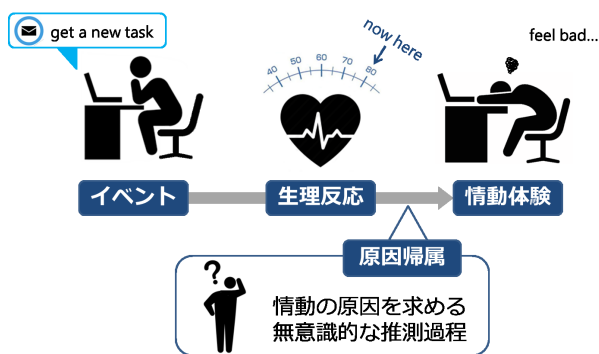 get a new task
now here
feel bad...
40 50 60 70 80
イベント
生理反応
情動体験
原因帰属
?
情動の原因を求める
無意識的な推測過程